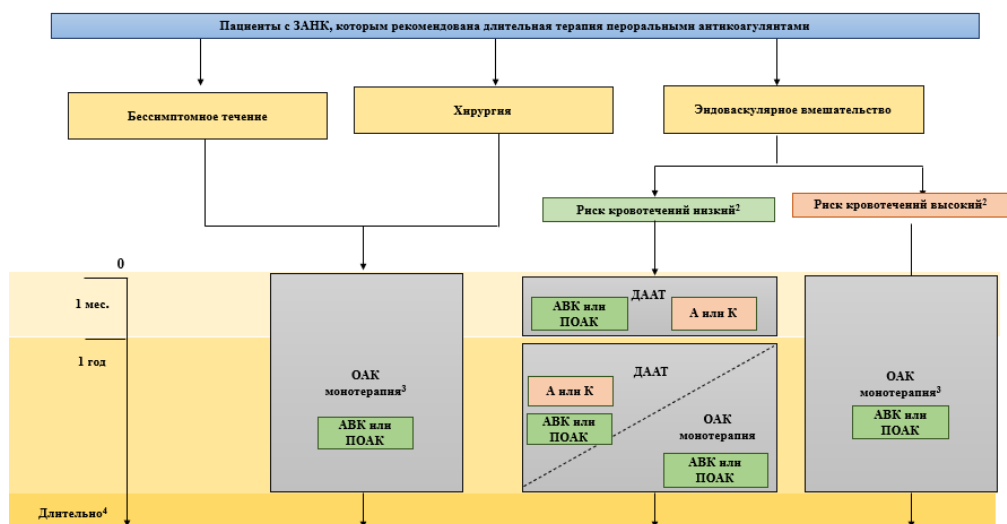 Пациенты с ЗАНК, которым рекомендована длительная терапия пероральными антикоагулянтами
Бессимптомное течение
Хирургия
Эндоваскулярное вмешательство
Риск кровотечений низкий²
Риск кровотечений высокий²
0
1 мес.
1 год
Длительно⁴
ОАК
монотерапия³
АВК или
ПОАК
ДААТ
АВК или
ПОАК
А или К
ДААТ
А или К
АВК или
ПОАК
ОАК
монотерапия
АВК или
ПОАК
ОАК
монотерапия³
АВК или
ПОАК